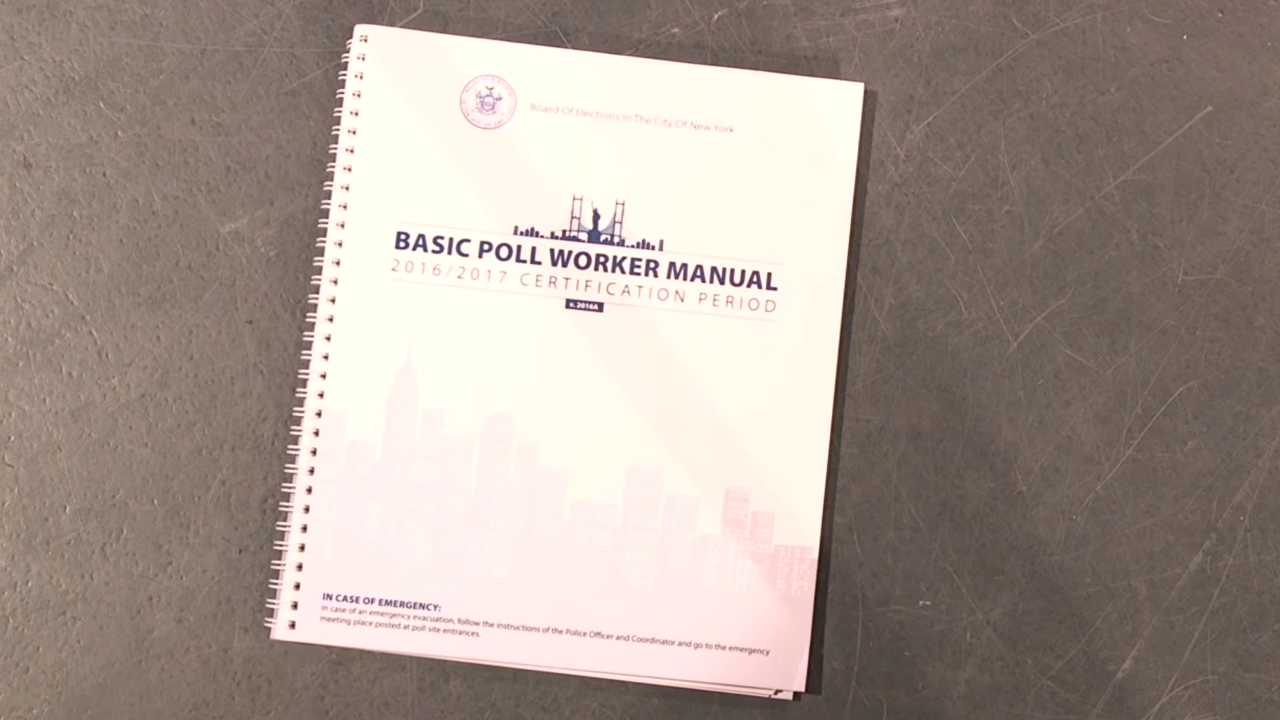 Board Of Elections In The City Of New York
BASIC POLL WORKER MANUAL
2016/2017 CERTIFICATION PERIOD
v. 2016A
IN CASE OF EMERGENCY:
In case of an emergency evacuation, follow the instructions of the Police Officer and Coordinator and go to the emergency
meeting place posted at poll site entrances.